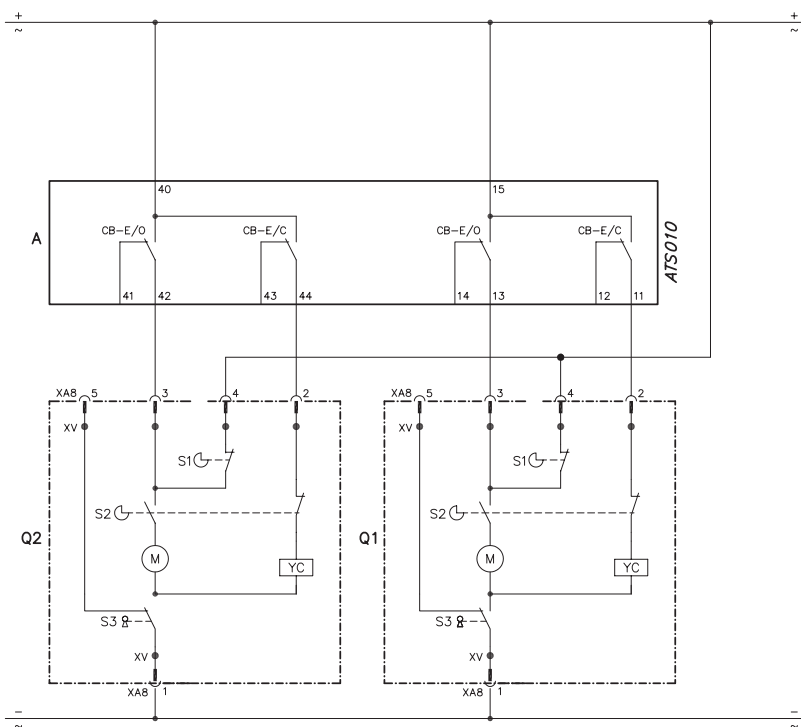 + +
~ ~
40 15
A CB-E/O CB-E/C CB-E/O CB-E/C ATS010
41 42 43 44 14 13 12 11
XA8 5 3 4 2 XA8 5 3 4 2
XV XV
S1 S1
S2 S2
Q2 M YC Q1 M YC
S3 S3
XV XV
XA8 1 XA8 1
– –
~ ~